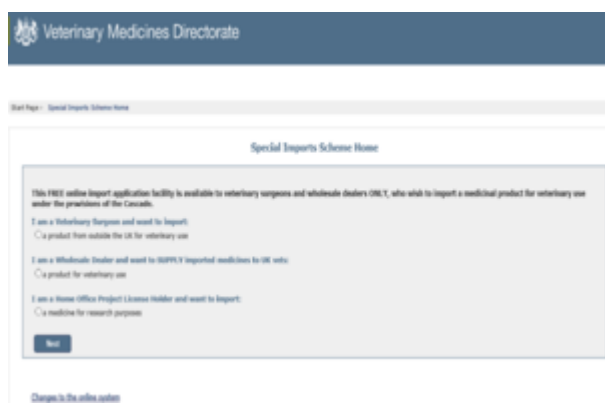 Veterinary Medicines Directorate
Start Page : Special Imports Scheme Home
Special Imports Scheme Home
This FREE online import application facility is available to veterinary surgeons and wholesale dealers ONLY, who wish to import a medicinal product for veterinary use
under the provisions of the Cascade.
I am a Veterinary Surgeon and want to import:
a product from outside the UK for veterinary use
I am a Wholesale Dealer and want to SUPPLY imported medicines to UK vets:
a product for veterinary use
I am a Home Office Project License Holder and want to import:
a medicine for research purposes
Next
Changes to the online system